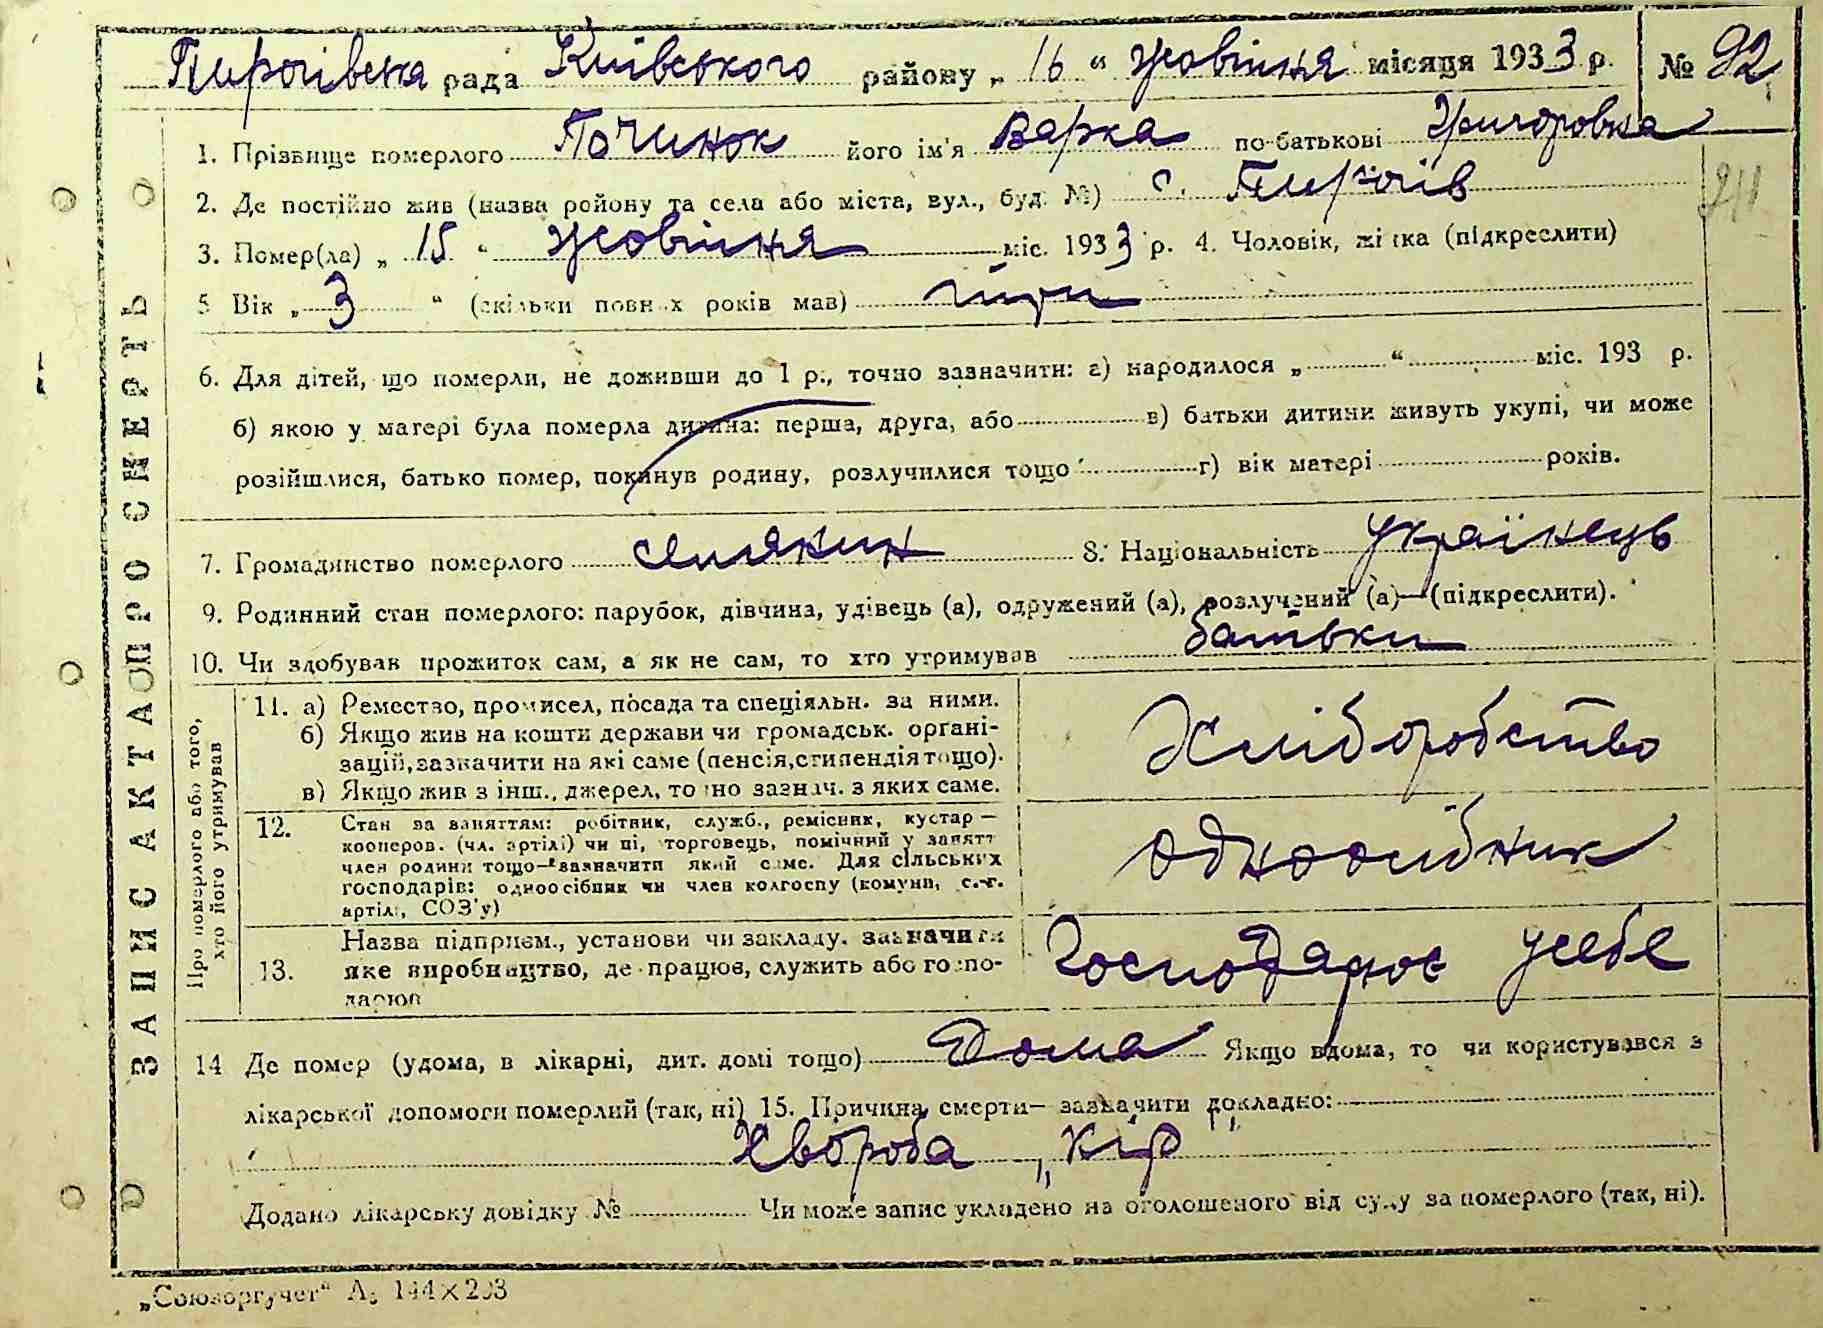 Пирогівська рада Київського району „ 16 “ жовтня місяця 1933 р. № 92
1. Прізвище померлого Починок його ім'я Варка по-батькові Григоровна
2. Де постійно жив (назва району та села або міста, вул., буд. №) с. Пирогів
3. Помер(ла) „ 15 “ жовтня міс. 1933 р. 4. Чоловік, жінка (підкреслити)
5 Вік „ 3 “ (скільки повних років мав) три
6. Для дітей, що померли, не доживши до 1 р., точно зазначити: а) народилося „ “ міс. 193 р.
б) якою у матері була померла дитина: перша, друга, або в) батьки дитини живуть укупі, чи може
розійшлися, батько помер, покинув родину, розлучилися тощо г) вік матері років.
7. Громадянство померлого селянин 8. Національність українець
9. Родинний стан померлого: парубок, дівчина, удівець (а), одружений (а), розлучений (а)—(підкреслити).
10. Чи здобував прожиток сам, а як не сам, то хто утримував батьки
ЗАПИС АКТА ПРО СМЕРТЬ
Про померлого або того,
хто його утримував
11. а) Ремество, промисел, посада та спеціяльн. за ними.
б) Якщо жив на кошти держави чи громадськ. органі-
зацій, зазначити на які саме (пенсія, стипендія тощо).
в) Якщо жив з інш., джерел, точно зазнач. з яких саме.
Хліборобство
12. Стан за заняттям: робітник, служб., ремісник, кустар —
кооперов. (чл. артілі) чи ні, торговець, помічний у занятт
член родини тощо— зазначити який саме. Для сільських
господарів: одноосібник чи член колгоспу (комуни, с.-г.
артілі, СОЗ'у)
одноосібник
13. Назва підприєм., установи чи закладу. зазначити
яке виробництво, де працює, служить або госпо-
дарює
Господарює усебе
14 Де помер (удома, в лікарні, дит. домі тощо) Дома Якщо вдома, то чи користувався з
лікарської допомоги померлий (так, ні) 15. Причина смерти— зазначити докладно:
Хвороба „кір"
Додано лікарську довідку № Чи може запис укладено на оголошеного від суду за померлого (так, ні).
„Союзоргучет“ А5 144×203